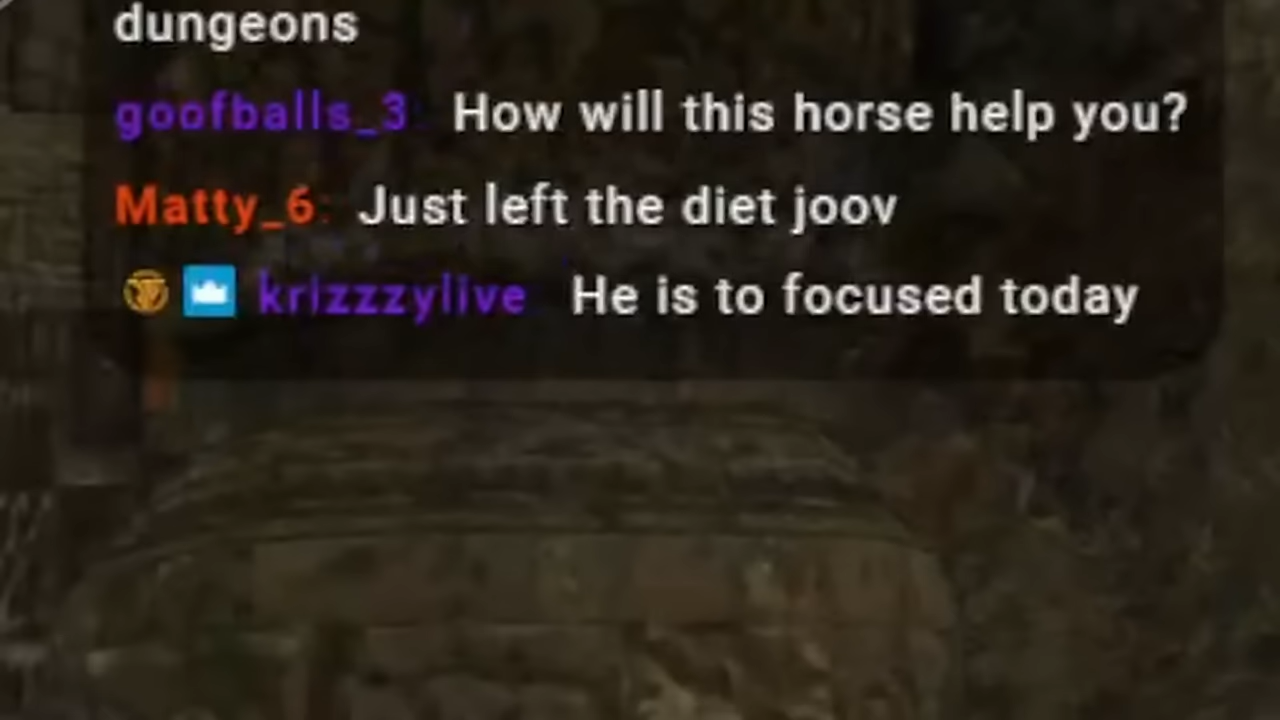 dungeons
goofballs_3: How will this horse help you?
Matty_6: Just left the diet joov
krizzzylive: He is to focused today